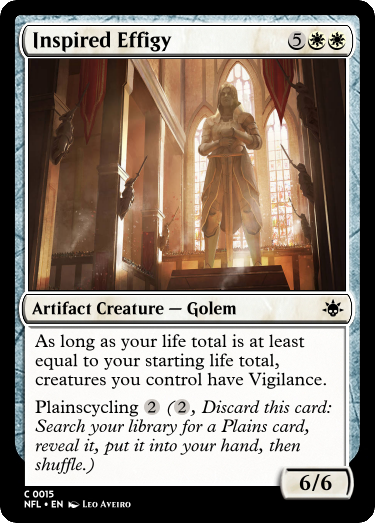 Inspired Effigy 5
Artifact Creature — Golem
As long as your life total is at least
equal to your starting life total,
creatures you control have Vigilance.
Plainscycling 2 (2, Discard this card:
Search your library for a Plains card,
reveal it, put it into your hand, then
shuffle.)
6/6
C 0015
NFL • EN Leo Aveiro